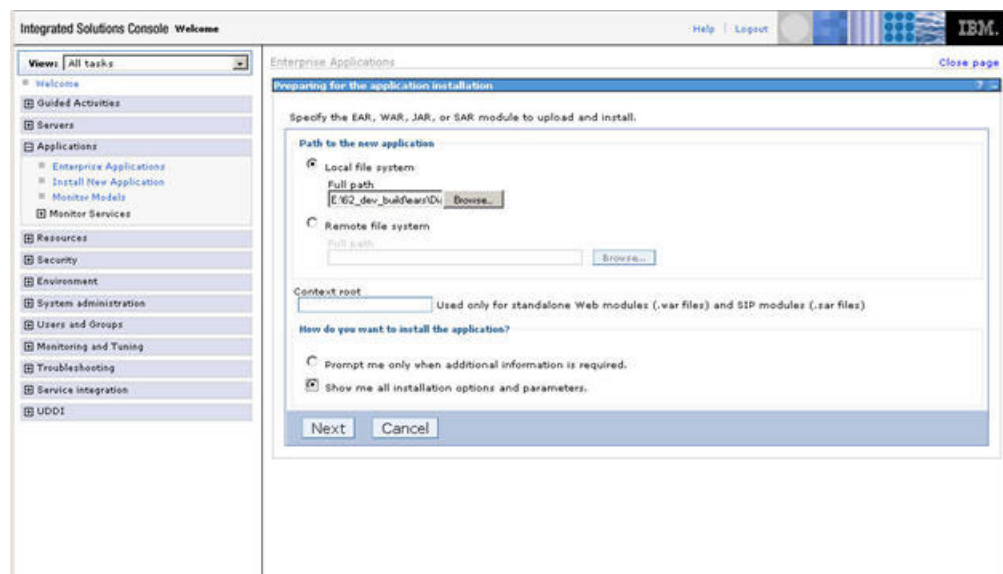 Integrated Solutions Console Welcome
Help Logout
IBM.
View: All tasks
Welcome
Guided Activities
Servers
Applications
Enterprise Applications
Install New Application
Monitor Models
Monitor Services
Resources
Security
Environment
System administration
Users and Groups
Monitoring and Tuning
Troubleshooting
Service integration
UDDI
Enterprise Applications
Close page
Preparing for the application installation
? -
Specify the EAR, WAR, JAR, or SAR module to upload and install.
Path to the new application
Local file system
Full path
E:\62_dev_build\ears\Di Browse...
Remote file system
Full path
Browse...
Context root
Used only for standalone Web modules (.war files) and SIP modules (.sar files)
How do you want to install the application?
Prompt me only when additional information is required.
Show me all installation options and parameters.
Next Cancel